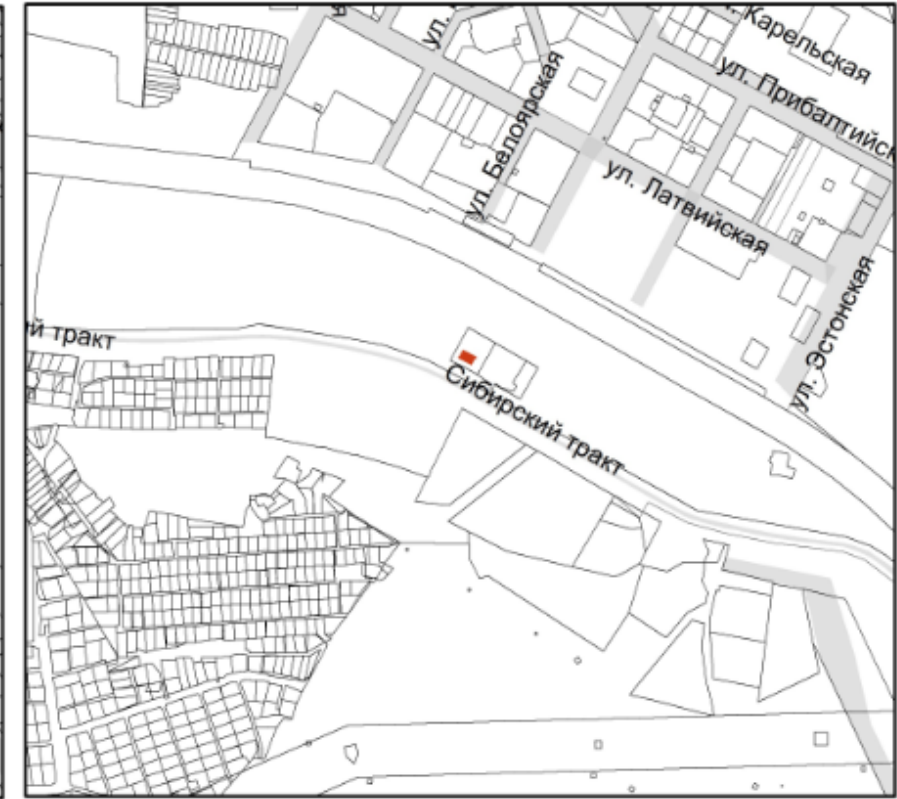 ул.
Карельская
ул. Прибалтийск
ул. Белоярская
ул. Латвийская
ул. Эстонская
й тракт
Сибирский тракт